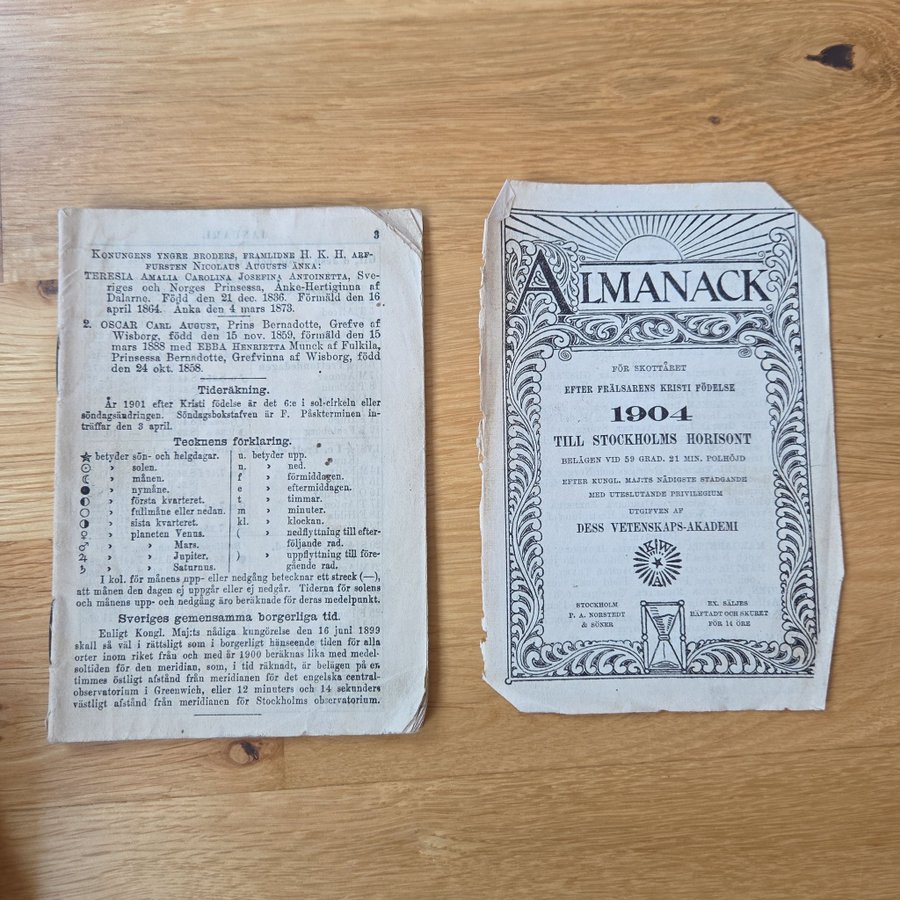 3
KONUNGENS YNGRE BRODERS, FRAMLIDNE H. K. H. ARF-
FURSTEN NICOLAUS AUGUSTS ÄNKA:
TERESIA AMALIA CAROLINA JOSEFINA ANTOINETTA, Sve-
riges och Norges Prinsessa, Änke-Hertiginna af
Dalarne. Född den 21 dec. 1836. Förmäld den 16
april 1864. Änka den 4 mars 1873.
2. OSCAR CARL AUGUST, Prins Bernadotte, Grefve af
Wisborg, född den 15 nov. 1859, förmäld den 15
mars 1888 med EBBA HENRIETTA Munck af Fulkila,
Prinsessa Bernadotte, Grefvinna af Wisborg, född
den 24 okt. 1858.
Tideräkning.
År 1901 efter Kristi födelse är det 6:e i sol-cirkeln eller
söndagsändringen. Söndagsbokstafven är F. Påskterminen in-
träffar den 3 april.
Tecknens förklaring.
★ betyder sön- och helgdagar.
☉ » solen.
☾ » månen.
● » nymåne.
◐ » första kvarteret.
○ » fullmåne eller nedan.
◑ » sista kvarteret.
♀ » planeten Venus.
♂ » » Mars.
♃ » » Jupiter.
♄ » » Saturnus.
u. betyder upp.
n. » ned.
f » förmiddagen.
e » eftermiddagen.
t » timmar.
m » minuter.
kl. » klockan.
( » nedflyttning till efter-
följande rad.
) » uppflyttning till före-
gående rad.
I kol. för månens upp- eller nedgång betecknar ett streck (—),
att månen den dagen ej uppgår eller ej nedgår. Tiderna för solens
och månens upp- och nedgång äro beräknade för deras medelpunkt.
Sveriges gemensamma borgerliga tid.
Enligt Kongl. Maj:ts nådiga kungörelse den 16 juni 1899
skall så väl i rättsligt som i borgerligt hänseende tiden för alla
orter inom riket från och med år 1900 beräknas lika med medel-
soltiden för den meridian, som, i tid räknadt, är belägen på en
timmes östligt afstånd från meridianen för det engelska central-
observatorium i Greenwich, eller 12 minuters och 14 sekunders
västligt afstånd från meridianen för Stockholms observatorium.
ALMANACK
FÖR SKOTTÅRET
EFTER FRÄLSARENS KRISTI FÖDELSE
1904
TILL STOCKHOLMS HORISONT
BELÄGEN VID 59 GRAD. 21 MIN. POLHÖJD
EFTER KUNGL. MAJ:TS NÅDIGSTE STADGANDE
MED UTESLUTANDE PRIVILEGIUM
UTGIFVEN AF
DESS VETENSKAPS-AKADEMI
STOCKHOLM
P. A. NORSTEDT
& SÖNER
EX. SÄLJES
HÄFTADT OCH SKURET
FÖR 14 ÖRE